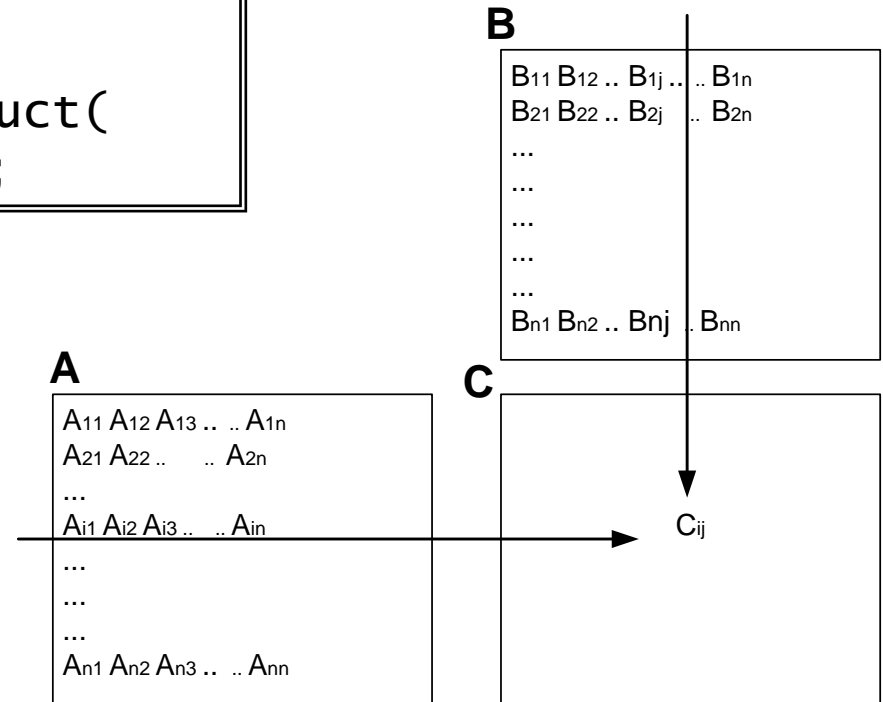 uct(
;
B
B11 B12 .. B1j .. .. B1n
B21 B22 .. B2j .. B2n
...
...
...
...
...
Bn1 Bn2 .. Bnj .. Bnn
A
A11 A12 A13 .. .. A1n
A21 A22 .. .. A2n
...
Ai1 Ai2 Ai3 .. .. Ain
...
...
...
An1 An2 An3 .. .. Ann
C
Cij